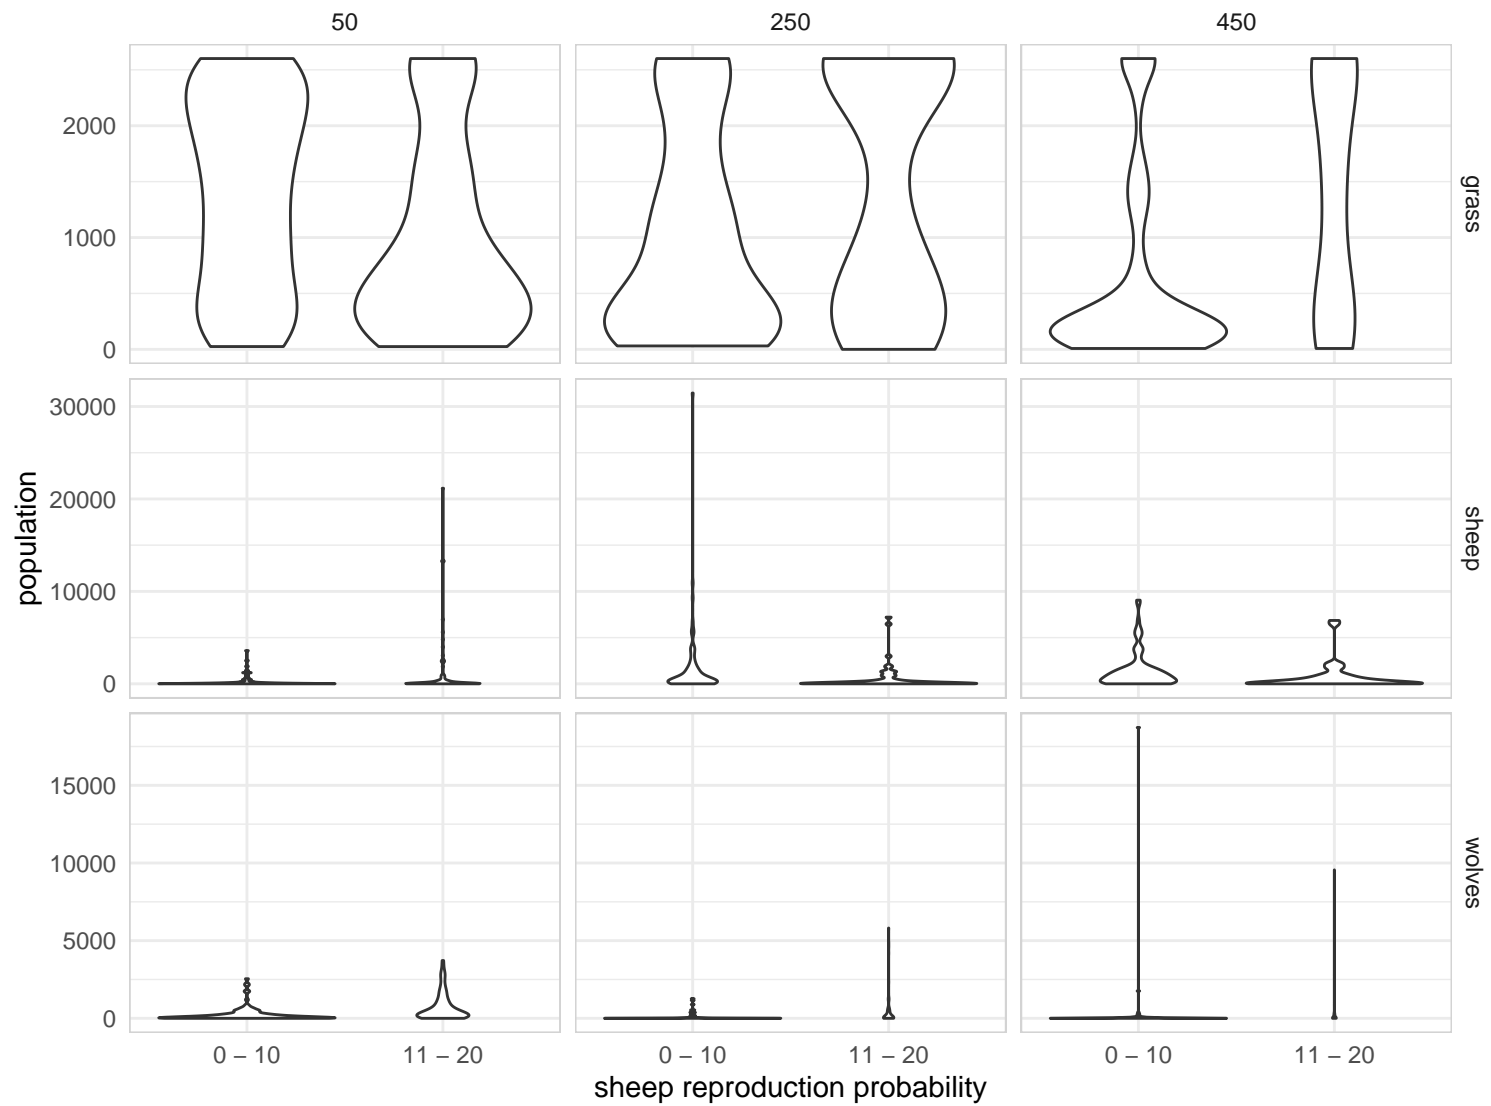 50 250 450
2000
1000
0
grass
30000
20000
10000
0
sheep
population
15000
10000
5000
0
wolves
0 – 10 11 – 20 0 – 10 11 – 20 0 – 10 11 – 20
sheep reproduction probability